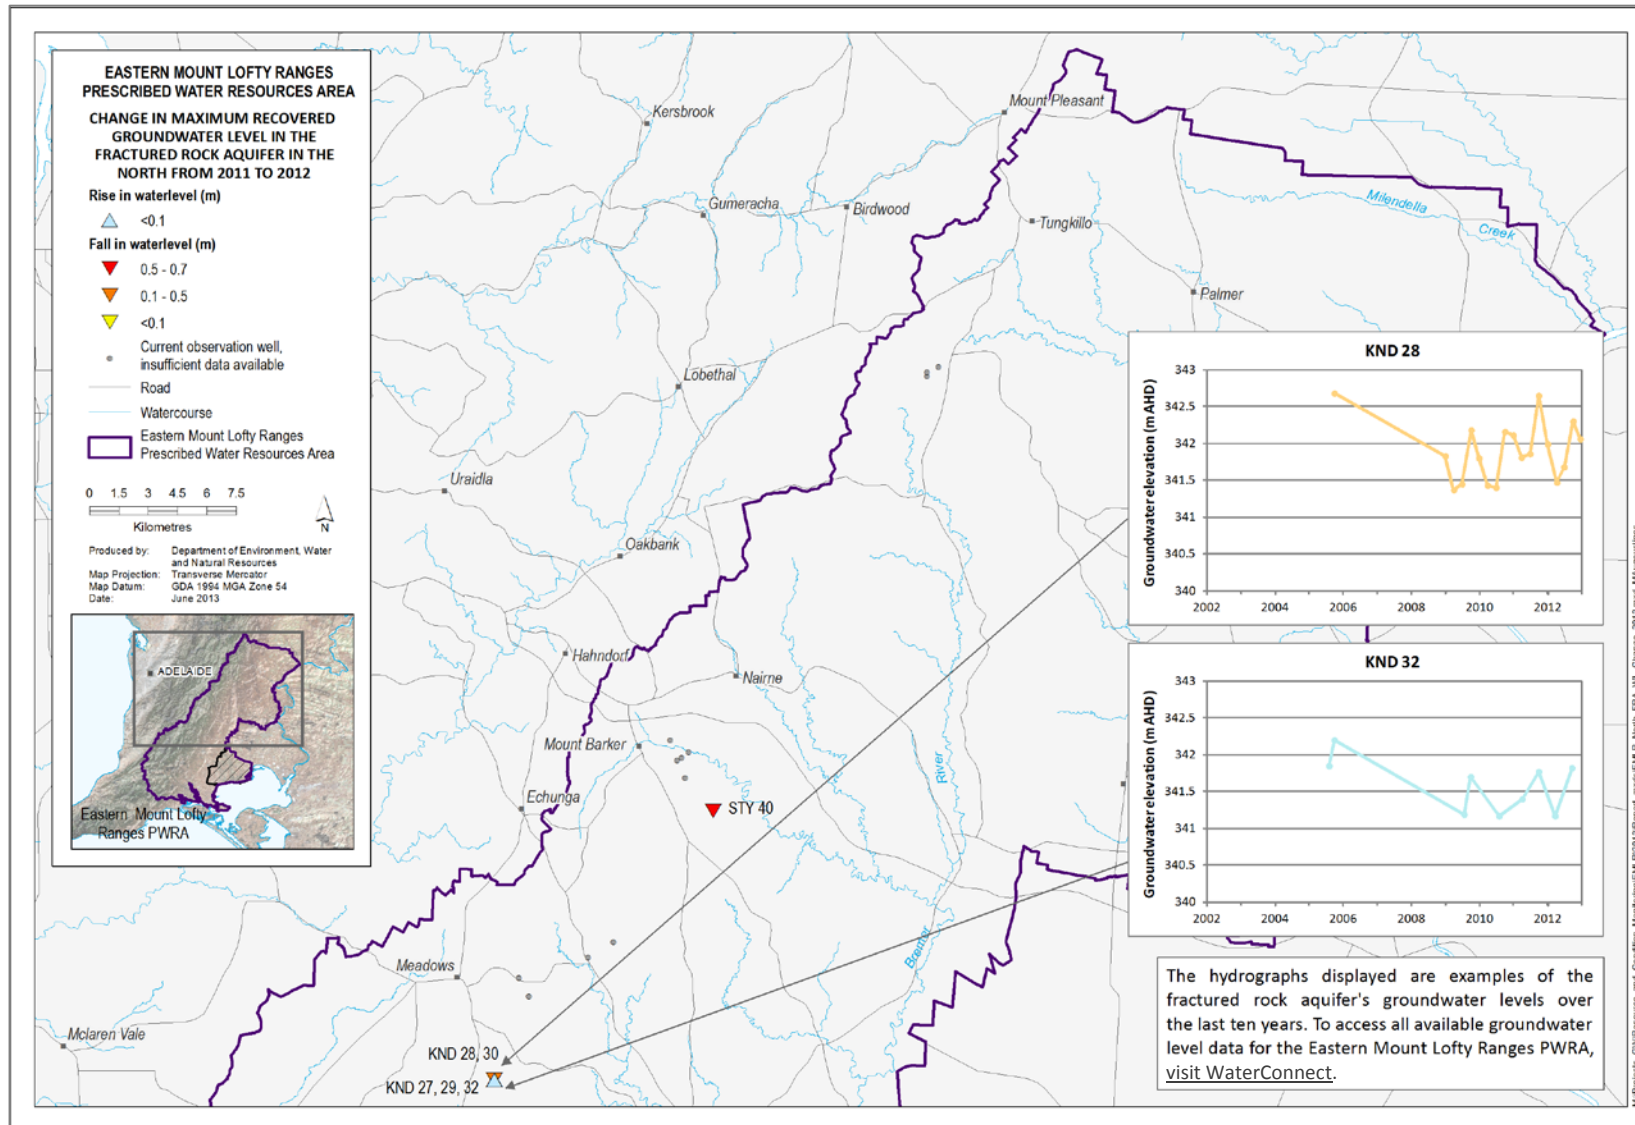 EASTERN MOUNT LOFTY RANGES
PRESCRIBED WATER RESOURCES AREA
CHANGE IN MAXIMUM RECOVERED
GROUNDWATER LEVEL IN THE
FRACTURED ROCK AQUIFER IN THE
NORTH FROM 2011 TO 2012
Rise in waterlevel (m)
<0.1
Fall in waterlevel (m)
0.5 - 0.7
0.1 - 0.5
<0.1
Current observation well,
insufficient data available
Road
Watercourse
Eastern Mount Lofty Ranges
Prescribed Water Resources Area
0 1.5 3 4.5 6 7.5
Kilometres
N
Produced by: Department of Environment, Water
and Natural Resources
Map Projection: Transverse Mercator
Map Datum: GDA 1994 MGA Zone 54
Date: June 2013
ADELAIDE
Eastern Mount Lofty
Ranges PWRA
Kersbrook
Mount Pleasant
Gumeracha
Birdwood
Tungkillo
Milendella
Creek
Palmer
Lobethal
Uraidla
Oakbank
Hahndorf
Nairne
Mount Barker
Echunga
STY 40
River
Bremer
Meadows
Mclaren Vale
KND 28, 30
KND 27, 29, 32
KND 28
Groundwater elevation (m AHD)
343
342.5
342
341.5
341
340.5
340
2002 2004 2006 2008 2010 2012
KND 32
Groundwater elevation (m AHD)
343
342.5
342
341.5
341
340.5
340
2002 2004 2006 2008 2010 2012
The hydrographs displayed are examples of the
fractured rock aquifer's groundwater levels over
the last ten years. To access all available groundwater
level data for the Eastern Mount Lofty Ranges PWRA,
visit WaterConnect.